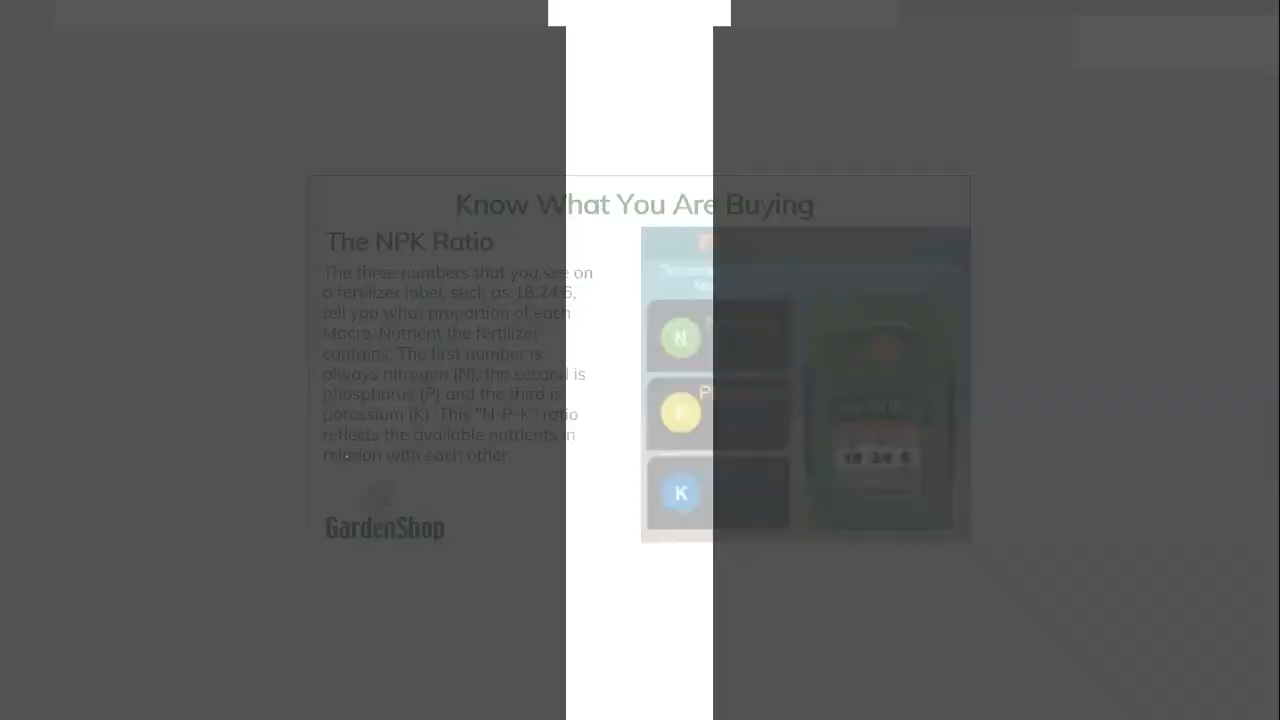 Know What You Are Buying
The NPK Ratio
The three numbers that you see on
a fertilizer label, such as 18:24:6,
tell you what proportion of each
Macro-Nutrient the fertilizer
contains. The first number is
always nitrogen (N), the second is
phosphorus (P) and the third is
potassium (K). This "N-P-K" ratio
reflects the available nutrients in
relation with each other.
GardenShop
N
P
K
18 24 6